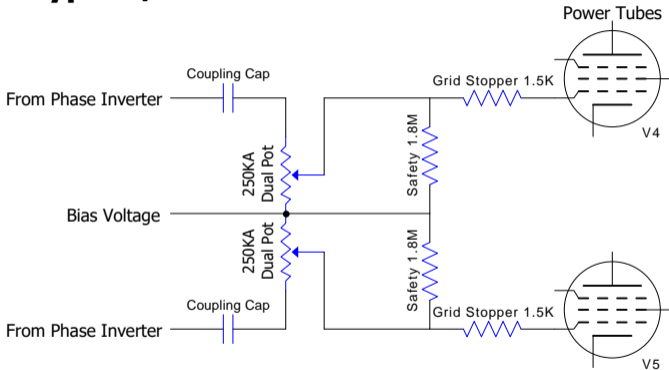 Power Tubes
Coupling Cap
Grid Stopper 1.5K
From Phase Inverter
V4
250KA
Dual Pot
Safety 1.8M
Bias Voltage
250KA
Dual Pot
Safety 1.8M
Coupling Cap
Grid Stopper 1.5K
From Phase Inverter
V5